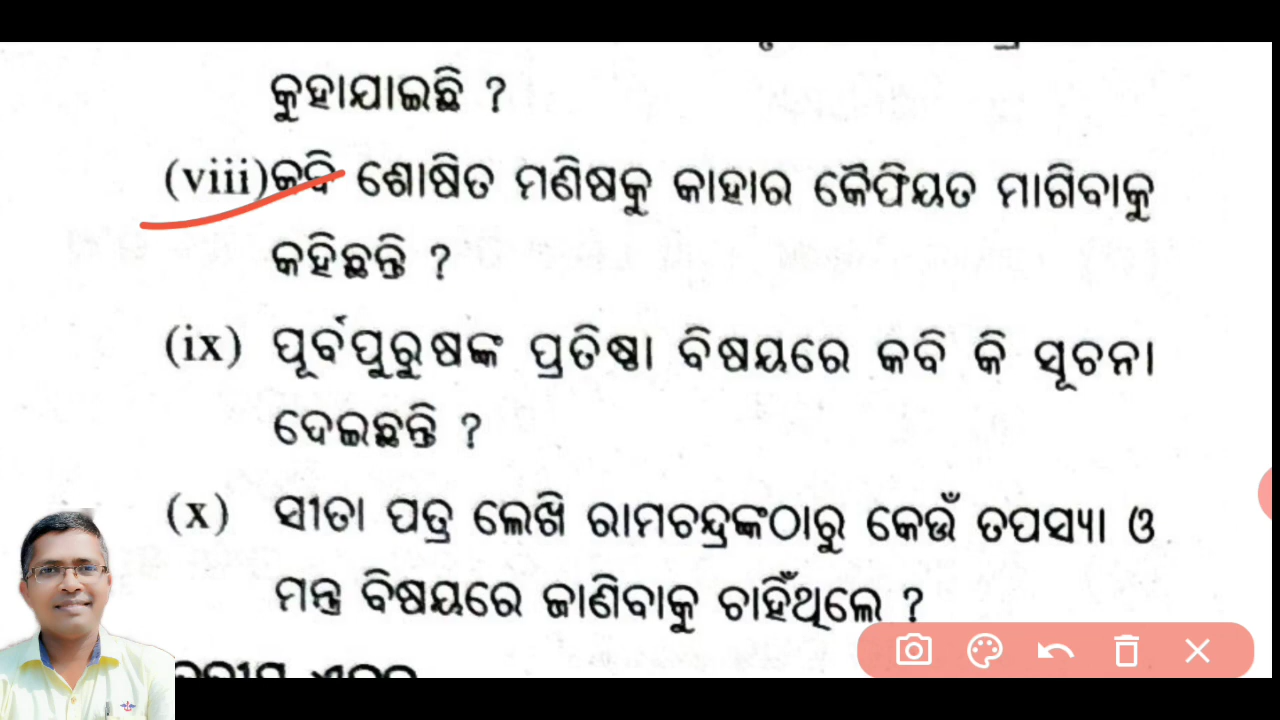 କୁହାଯାଇଛି ?
(viii) କବି ଶୋଷିତ ମଣିଷକୁ କାହାର କୈଫିୟତ ମାଗିବାକୁ
କହିଛନ୍ତି ?
(ix) ପୂର୍ବପୁରୁଷଙ୍କ ପ୍ରତିଷ୍ଠା ବିଷୟରେ କବି କି ସୂଚନା
ଦେଇଛନ୍ତି ?
(x) ସୀତା ପତ୍ର ଲେଖି ରାମଚନ୍ଦ୍ରଙ୍କଠାରୁ କେଉଁ ତପସ୍ୟା ଓ
ମନ୍ତ୍ର ବିଷୟରେ ଜାଣିବାକୁ ଚାହିଁଥିଲେ ?